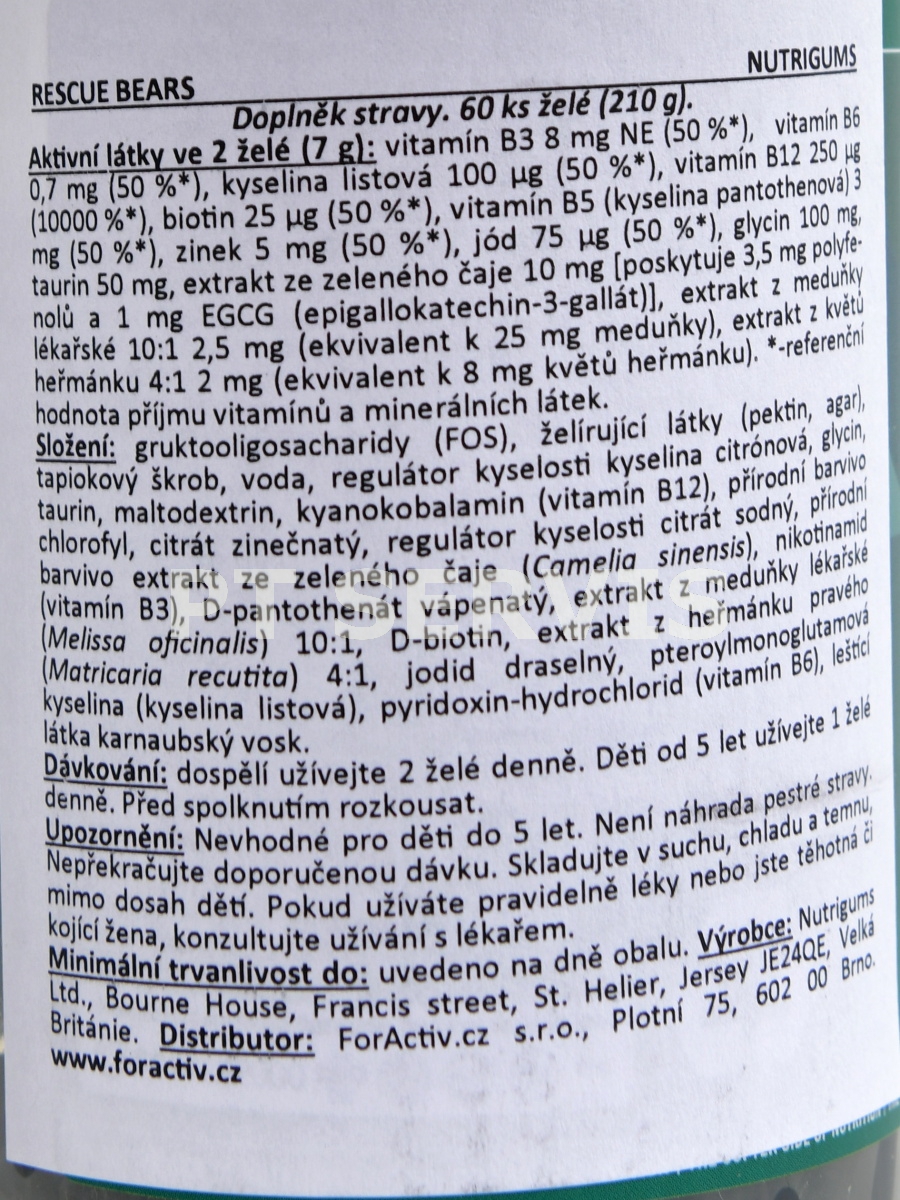 RESCUE BEARS NUTRIGUMS
Doplněk stravy. 60 ks želé (210 g).
Aktivní látky ve 2 želé (7 g): vitamín B3 8 mg NE (50 %*), vitamín B6
0,7 mg (50 %*), kyselina listová 100 µg (50 %*), vitamín B12 250 µg
(10000 %*), biotin 25 µg (50 %*), vitamín B5 (kyselina pantothenová) 3
mg (50 %*), zinek 5 mg (50 %*), jód 75 µg (50 %*), glycin 100 mg,
taurin 50 mg, extrakt ze zeleného čaje 10 mg [poskytuje 3,5 mg polyfe-
nolů a 1 mg EGCG (epigallokatechin-3-gallát)], extrakt z meduňky
lékařské 10:1 2,5 mg (ekvivalent k 25 mg meduňky), extrakt z květů
heřmánku 4:1 2 mg (ekvivalent k 8 mg květů heřmánku). *-referenční
hodnota příjmu vitamínů a minerálních látek.
Složení: gruktooligosacharidy (FOS), želírující látky (pektin, agar),
tapiokový škrob, voda, regulátor kyselosti kyselina citrónová, glycin,
taurin, maltodextrin, kyanokobalamin (vitamín B12), přírodní barvivo
chlorofyl, citrát zinečnatý, regulátor kyselosti citrát sodný, přírodní
barvivo extrakt ze zeleného čaje (Camelia sinensis), nikotinamid
(vitamín B3), D-pantothenát vápenatý, extrakt z meduňky lékařské
(Melissa oficinalis) 10:1, D-biotin, extrakt z heřmánku pravého
(Matricaria recutita) 4:1, jodid draselný, pteroylmonoglutamová
kyselina (kyselina listová), pyridoxin-hydrochlorid (vitamín B6), leštící
látka karnaubský vosk.
Dávkování: dospělí užívejte 2 želé denně. Děti od 5 let užívejte 1 želé
denně. Před spolknutím rozkousat.
Upozornění: Nevhodné pro děti do 5 let. Není náhrada pestré stravy.
Nepřekračujte doporučenou dávku. Skladujte v suchu, chladu a temnu,
mimo dosah dětí. Pokud užíváte pravidelně léky nebo jste těhotná či
kojící žena, konzultujte užívání s lékařem.
Minimální trvanlivost do: uvedeno na dně obalu. Výrobce: Nutrigums
Ltd., Bourne House, Francis street, St. Helier, Jersey JE24QE, Velká
Británie. Distributor: ForActiv.cz s.r.o., Plotní 75, 602 00 Brno.
www.foractiv.cz
PT SERVIS